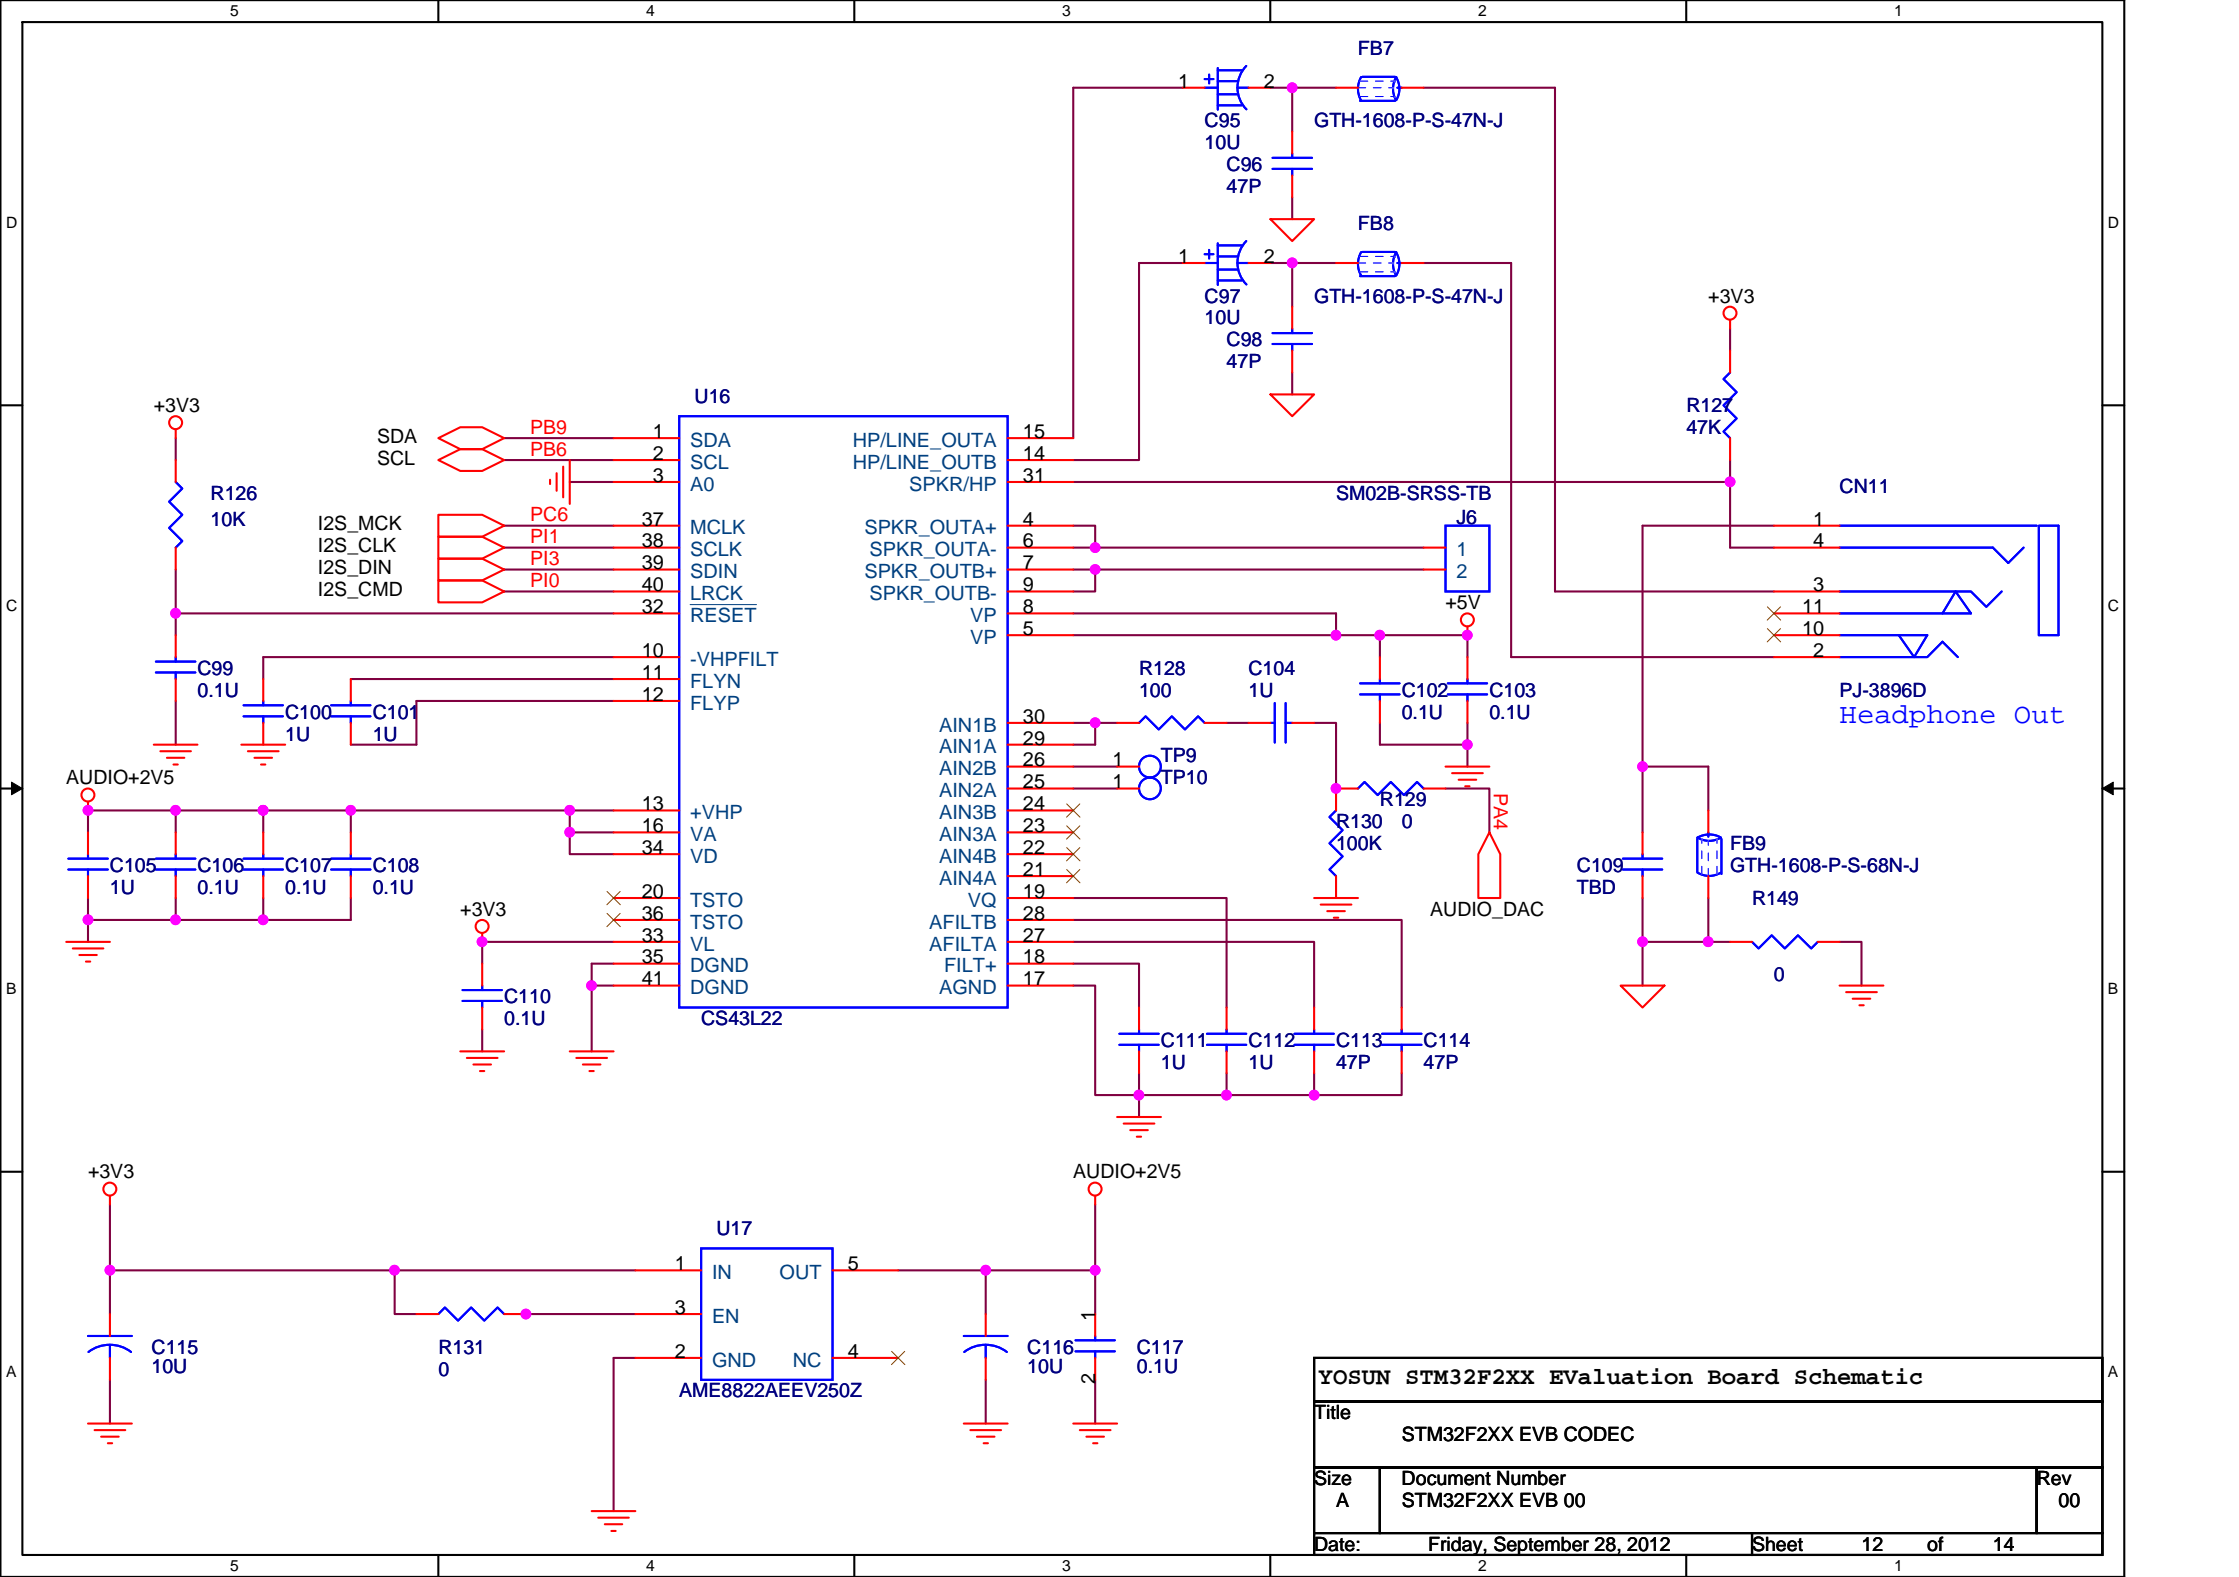 5 4 3 2 1
D
C
B
A
D
C
B
A
FB7
1 + 2
C95
10U
GTH-1608-P-S-47N-J
C96
47P
FB8
1 + 2
C97
10U
GTH-1608-P-S-47N-J
C98
47P
+3V3
R127
47K
+3V3
R126
10K
C99
0.1U
C100
1U
C101
1U
SDA
SCL
PB9
PB6
I2S_MCK
I2S_CLK
I2S_DIN
I2S_CMD
PC6
PI1
PI3
PI0
U16
1 SDA
2 SCL
3 A0
37 MCLK
38 SCLK
39 SDIN
40 LRCK
32 RESET
10 -VHPFILT
11 FLYN
12 FLYP
13 +VHP
16 VA
34 VD
20 TSTO
36 TSTO
33 VL
35 DGND
41 DGND
CS43L22
HP/LINE_OUTA 15
HP/LINE_OUTB 14
SPKR/HP 31
SPKR_OUTA+ 4
SPKR_OUTA- 6
SPKR_OUTB+ 7
SPKR_OUTB- 9
VP 8
VP 5
AIN1B 30
AIN1A 29
AIN2B 26
AIN2A 25
AIN3B 24
AIN3A 23
AIN4B 22
AIN4A 21
VQ 19
AFILTB 28
AFILTA 27
FILT+ 18
AGND 17
SM02B-SRSS-TB
J6
1
2
+5V
R128
100
C104
1U
C102
0.1U
C103
0.1U
1 TP9
1 TP10
R129
0
R130
100K
PA4
AUDIO_DAC
CN11
1
4
3
11
10
2
PJ-3896D
Headphone Out
C109
TBD
FB9
GTH-1608-P-S-68N-J
R149
0
AUDIO+2V5
C105
1U
C106
0.1U
C107
0.1U
C108
0.1U
+3V3
C110
0.1U
C111
1U
C112
1U
C113
47P
C114
47P
+3V3
C115
10U
R131
0
U17
1 IN
3 EN
2 GND
OUT 5
NC 4
AME8822AEEV250Z
AUDIO+2V5
C116
10U
1
2
C117
0.1U
YOSUN STM32F2XX EValuation Board Schematic
Title
STM32F2XX EVB CODEC
Size
A
Document Number
STM32F2XX EVB 00
Rev
00
Date: Friday, September 28, 2012 Sheet 12 of 14
5 4 3 2 1